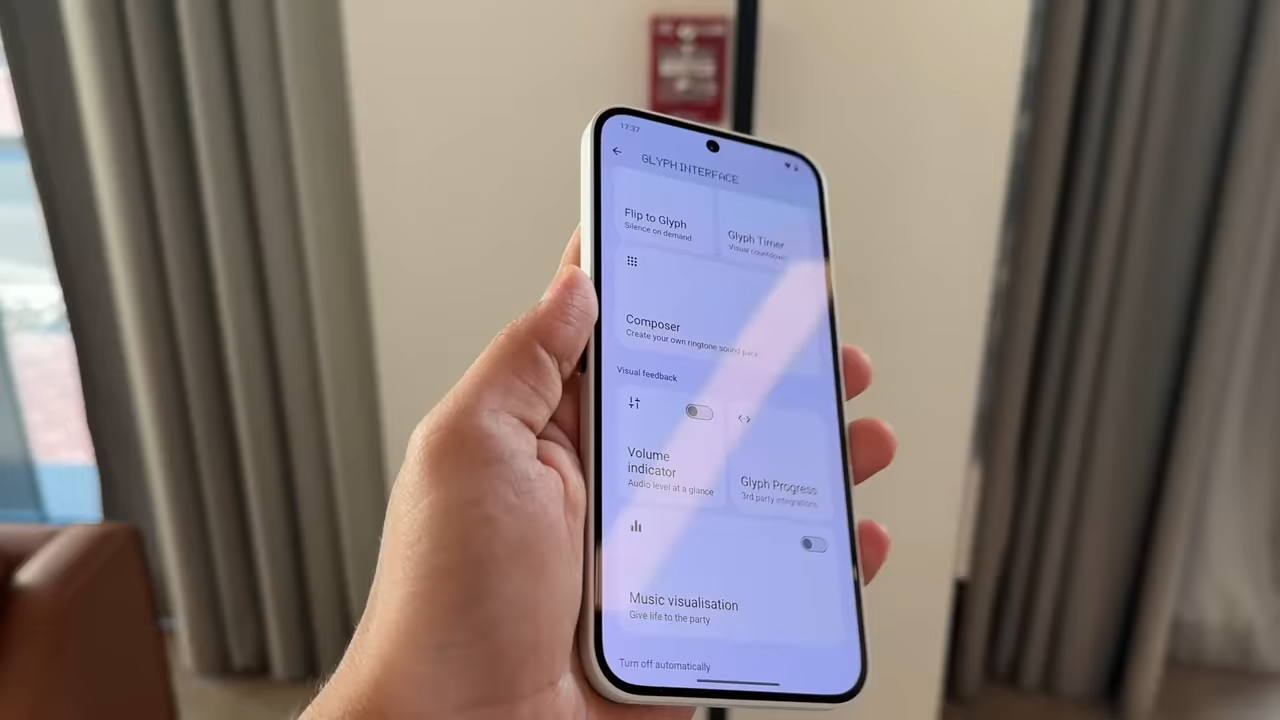 17:37
GLYPH INTERFACE
Flip to Glyph
Silence on demand
Glyph Timer
Visual countdown
Composer
Create your own ringtone sound pack
Visual feedback
Volume
indicator
Audio level at a glance
Glyph Progress
3rd party integrations
Music visualisation
Give life to the party
Turn off automatically